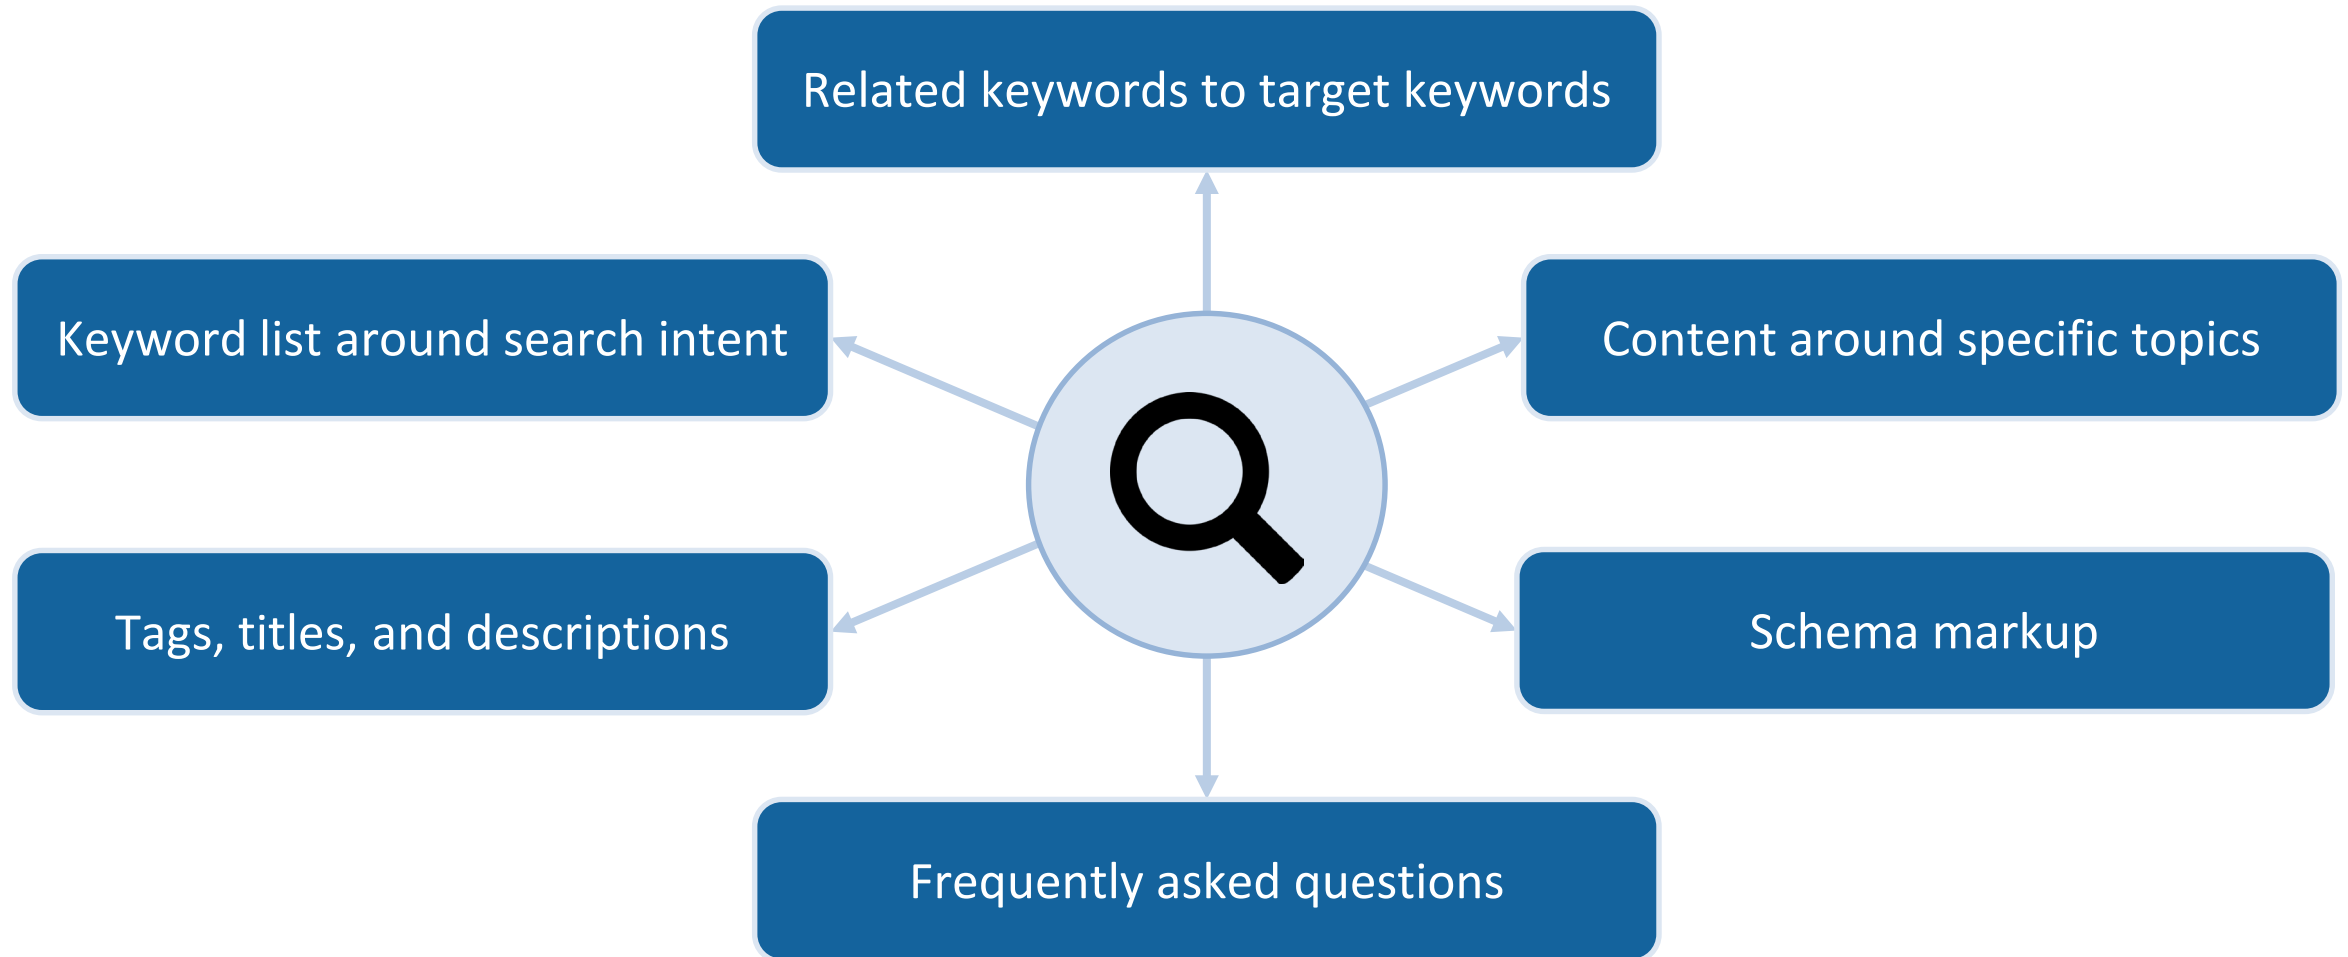 Related keywords to target keywords
Keyword list around search intent
Content around specific topics
Tags, titles, and descriptions
Schema markup
Frequently asked questions